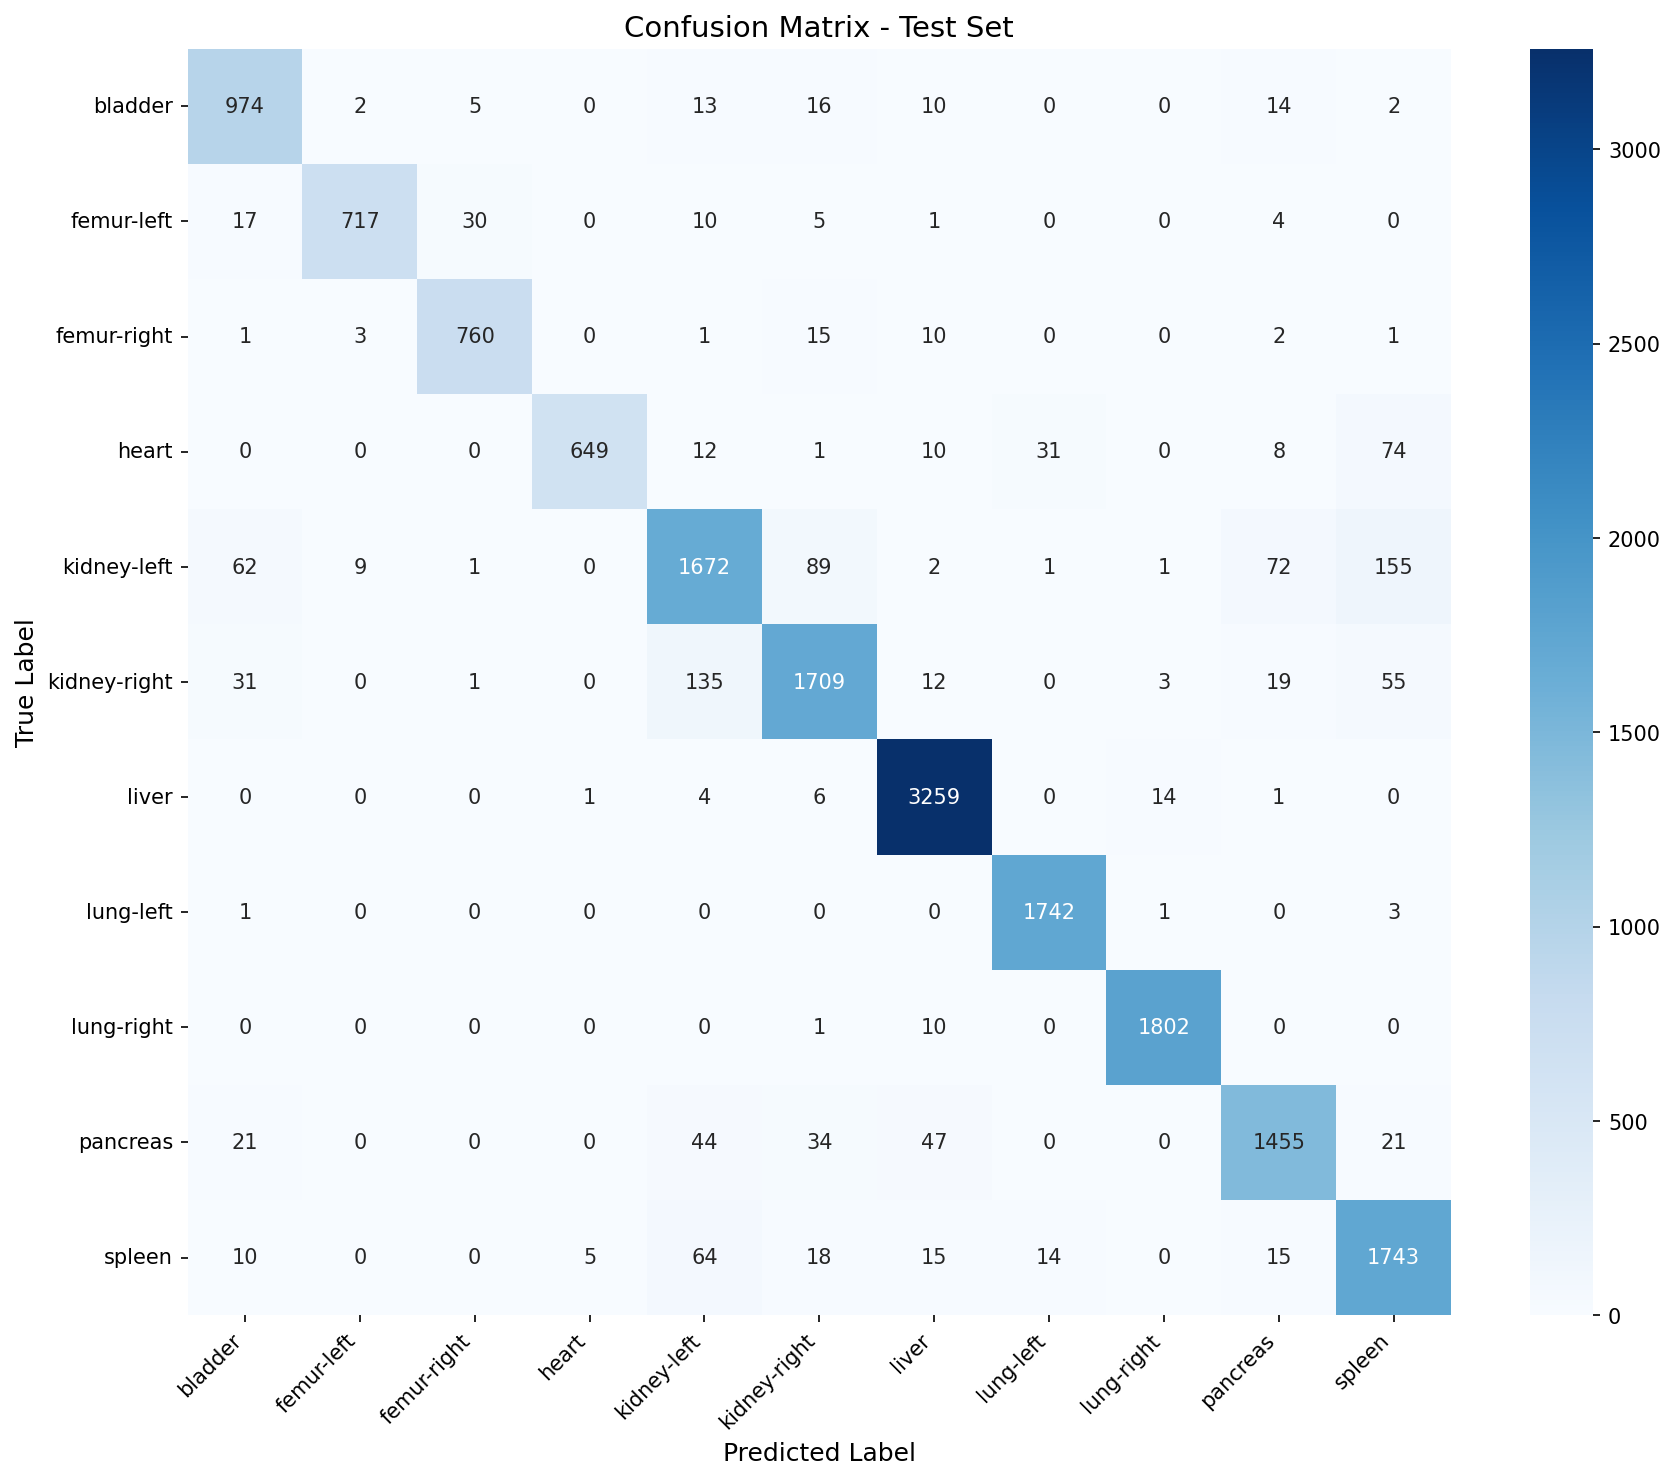 Confusion Matrix - Test Set
True Label
bladder 974 2 5 0 13 16 10 0 0 14 2
femur-left 17 717 30 0 10 5 1 0 0 4 0
femur-right 1 3 760 0 1 15 10 0 0 2 1
heart 0 0 0 649 12 1 10 31 0 8 74
kidney-left 62 9 1 0 1672 89 2 1 1 72 155
kidney-right 31 0 1 0 135 1709 12 0 3 19 55
liver 0 0 0 1 4 6 3259 0 14 1 0
lung-left 1 0 0 0 0 0 0 1742 1 0 3
lung-right 0 0 0 0 0 1 10 0 1802 0 0
pancreas 21 0 0 0 44 34 47 0 0 1455 21
spleen 10 0 0 5 64 18 15 14 0 15 1743
bladder femur-left femur-right heart kidney-left kidney-right liver lung-left lung-right pancreas spleen
Predicted Label
3000
2500
2000
1500
1000
500
0